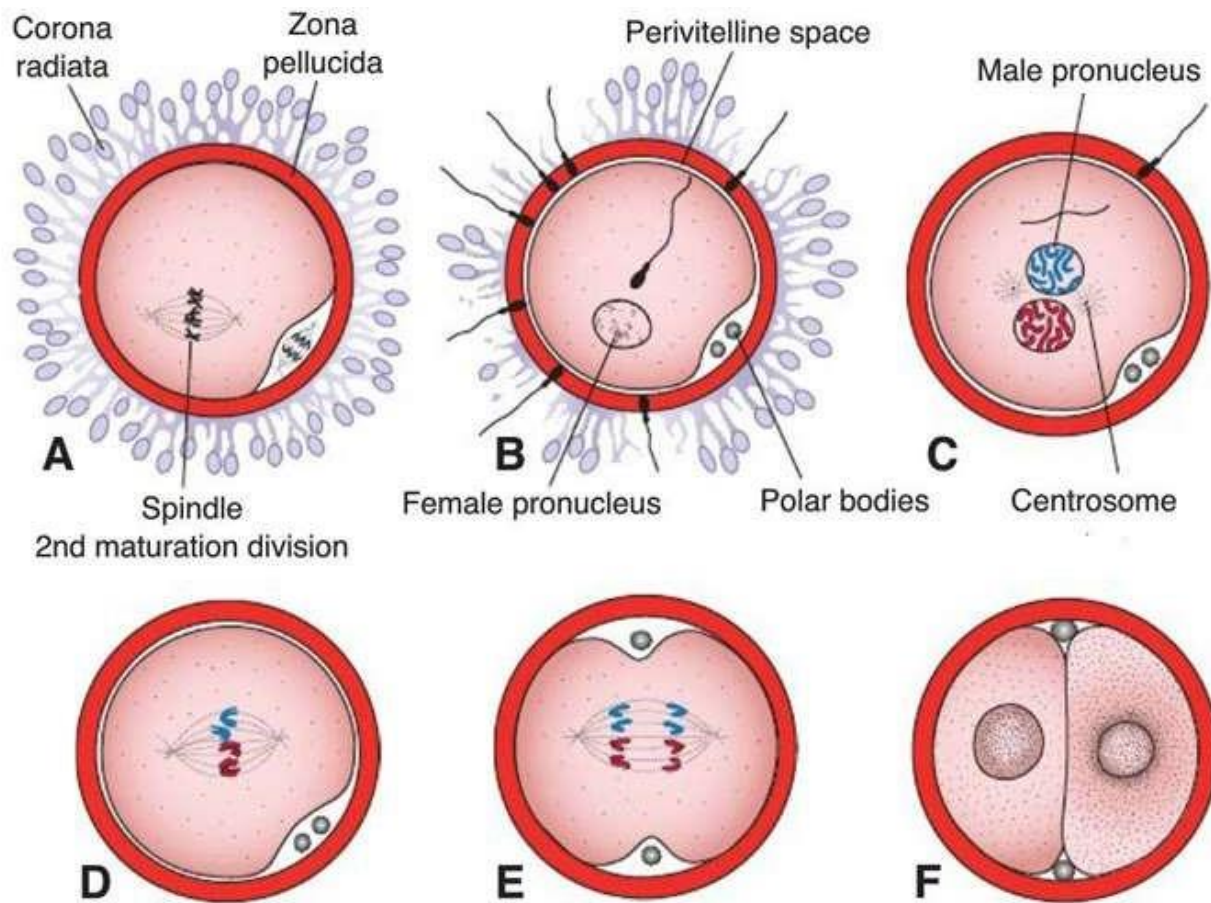 Corona
radiata
Zona
pellucida
Perivitelline space
Male pronucleus
A
B
C
Spindle
2nd maturation division
Female pronucleus
Polar bodies
Centrosome
D
E
F